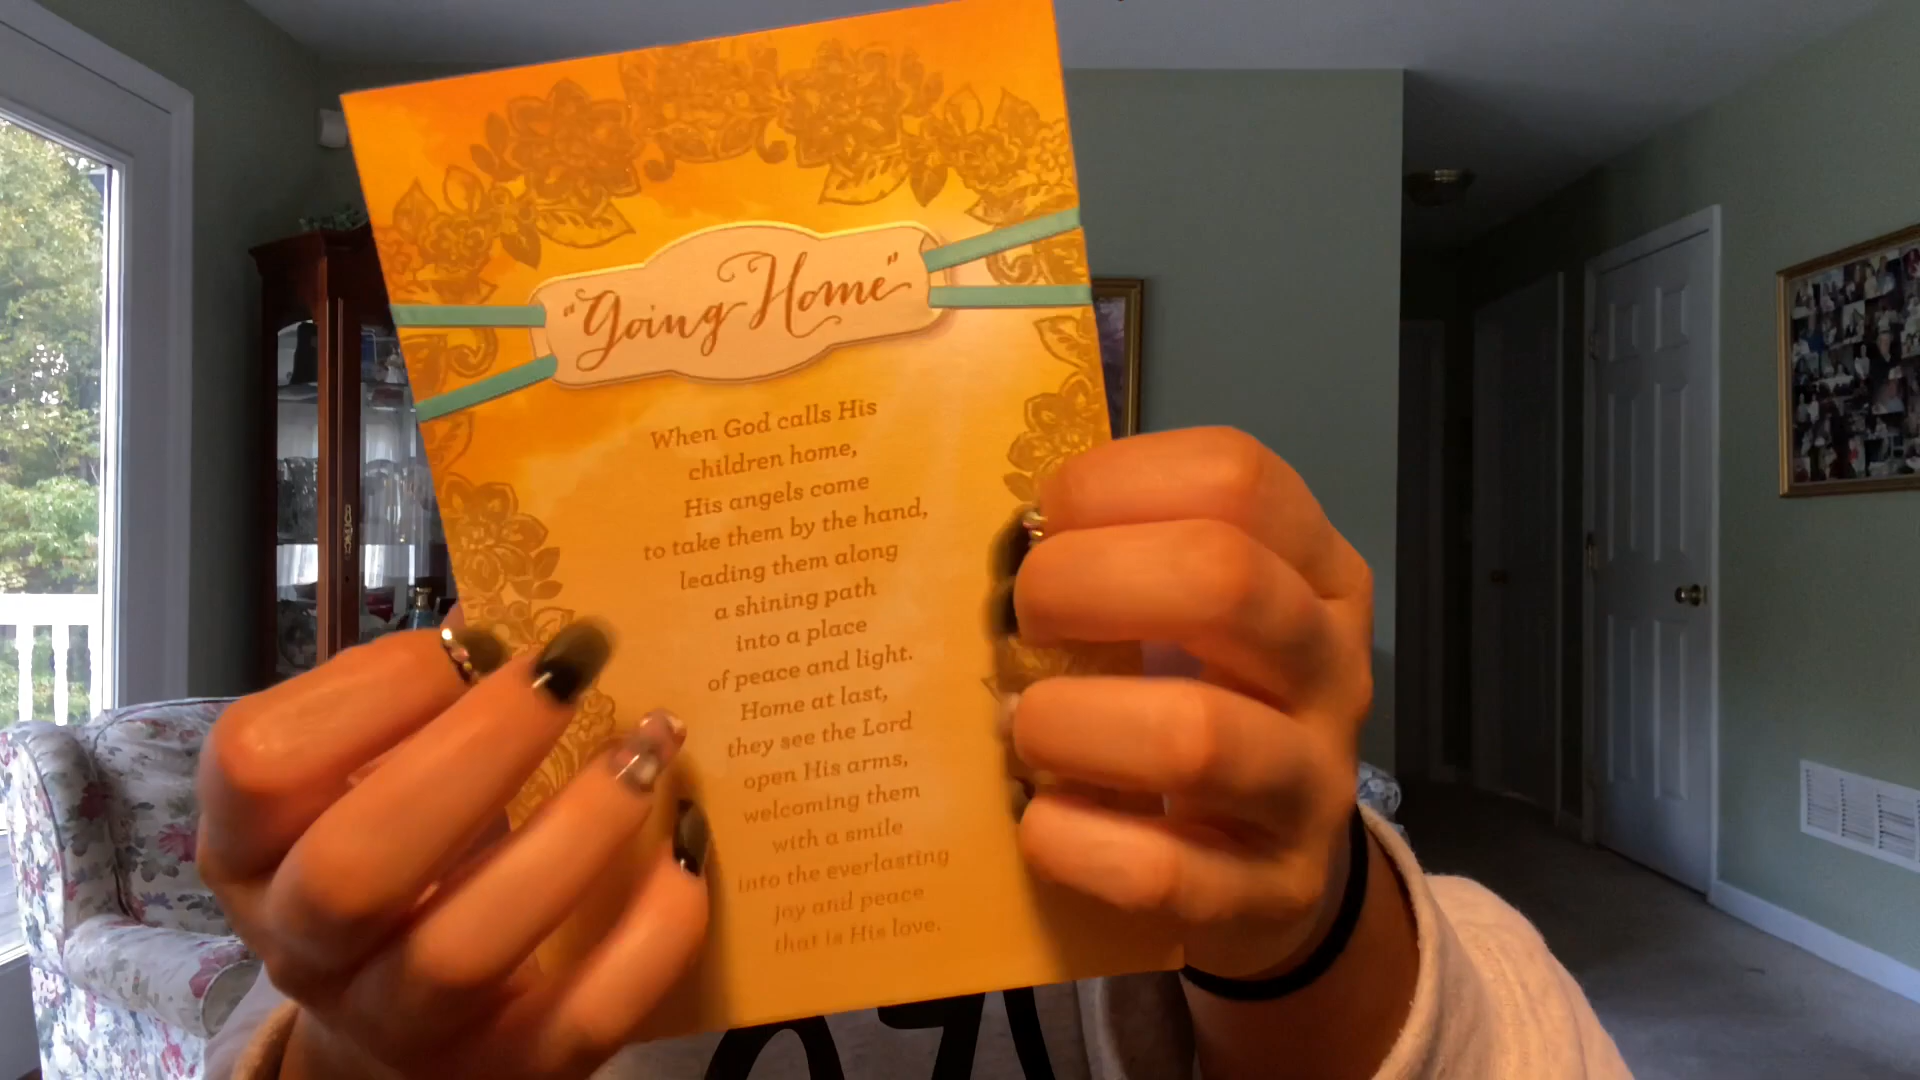 "Going Home"
When God calls His
children home,
His angels come
to take them by the hand,
leading them along
a shining path
into a place
of peace and light.
Home at last,
they see the Lord
open His arms,
welcoming them
with a smile
into the everlasting
joy and peace
that is His love.